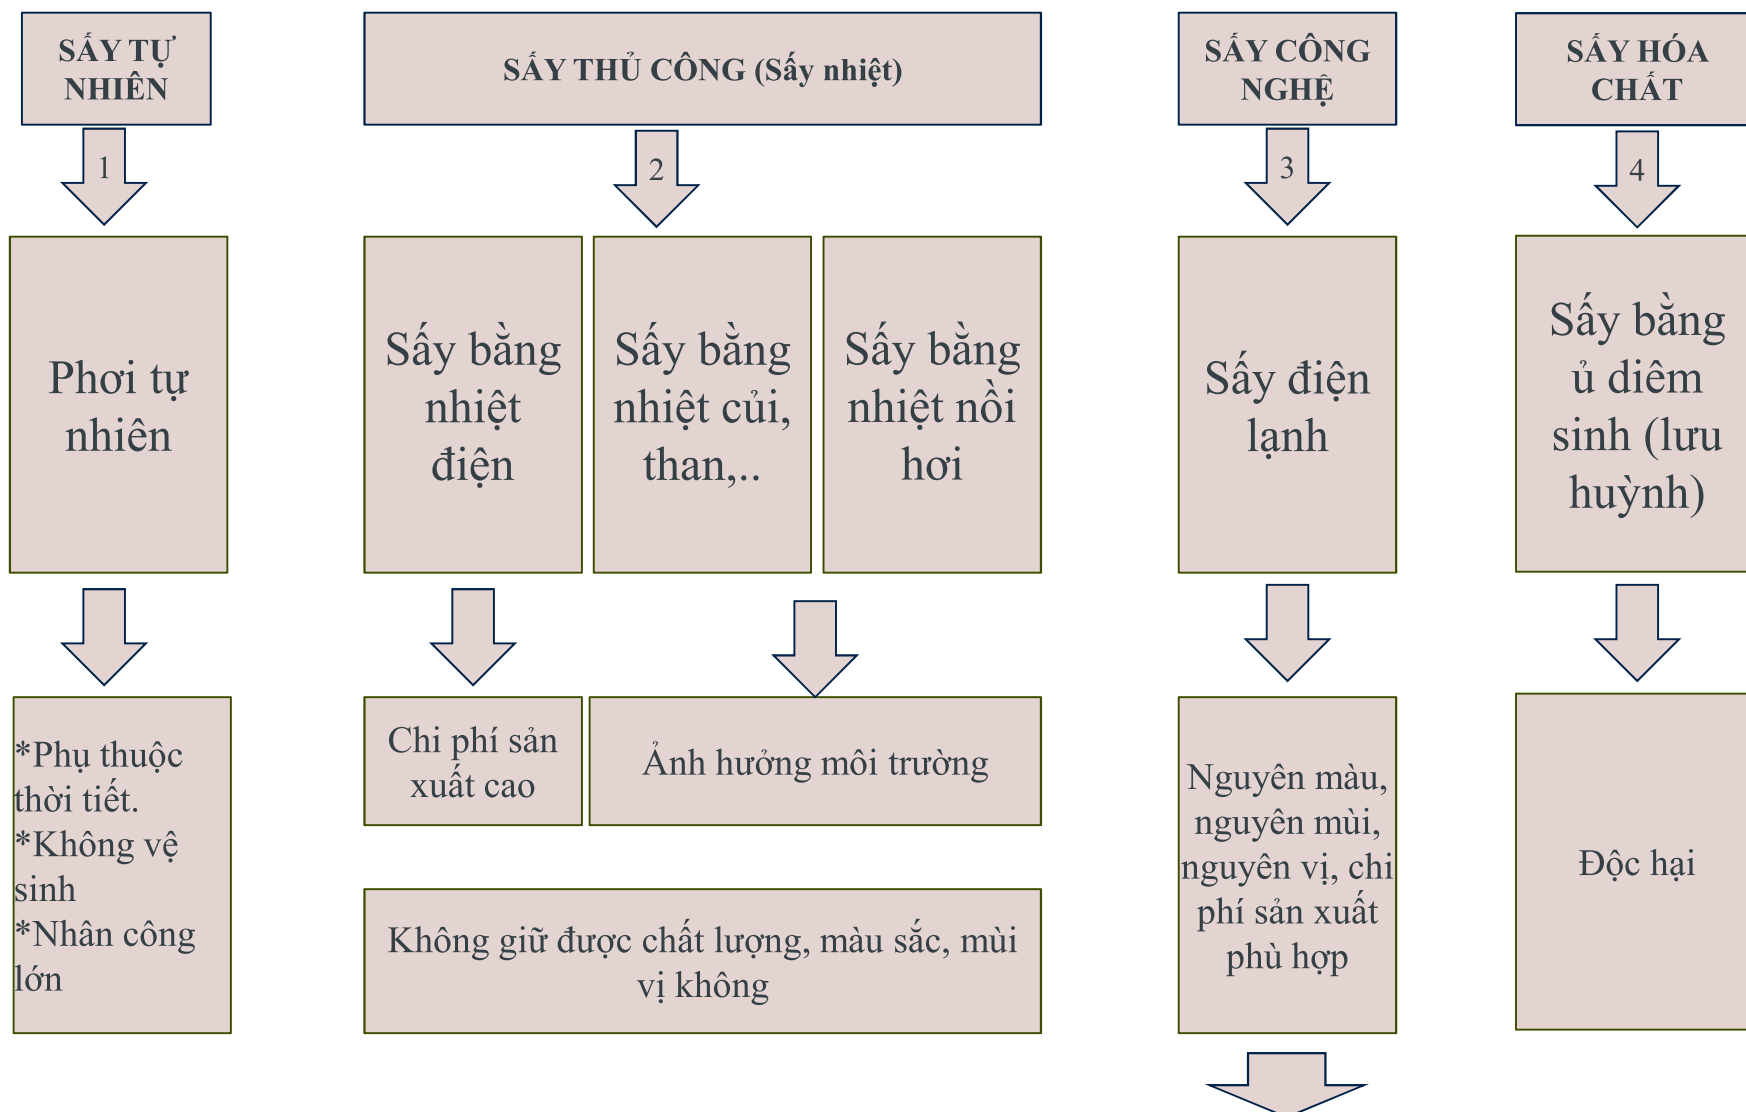 SẤY TỰ
NHIÊN
SẤY THỦ CÔNG (Sấy nhiệt)
SẤY CÔNG
NGHỆ
SẤY HÓA
CHẤT
1
2
3
4
Phơi tự
nhiên
Sấy bằng
nhiệt
điện
Sấy bằng
nhiệt củi,
than,..
Sấy bằng
nhiệt nồi
hơi
Sấy điện
lạnh
Sấy bằng
ủ diêm
sinh (lưu
huỳnh)
*Phụ thuộc
thời tiết.
*Không vệ
sinh
*Nhân công
lớn
Chi phí sản
xuất cao
Ảnh hưởng môi trường
Không giữ được chất lượng, màu sắc, mùi
vị không
Nguyên màu,
nguyên mùi,
nguyên vị, chi
phí sản xuất
phù hợp
Độc hại